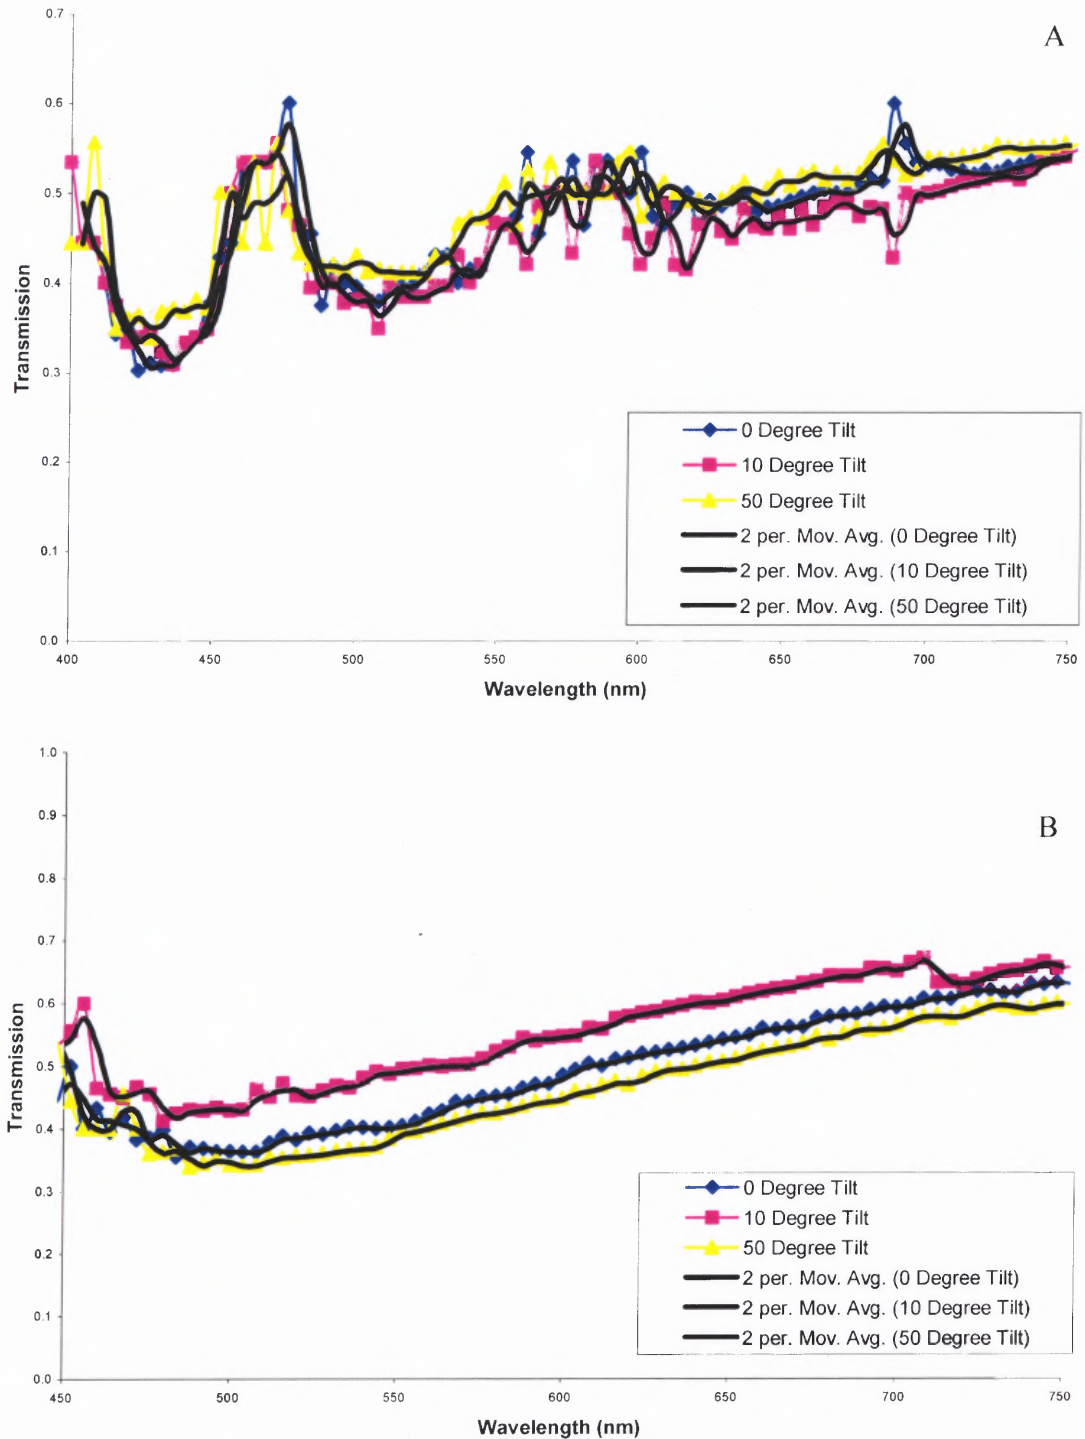 A
0.7
0.6
0.5
0.4
0.3
0.2
0.1
0.0
Transmission
400 450 500 550 600 650 700 750
Wavelength (nm)
0 Degree Tilt
10 Degree Tilt
50 Degree Tilt
2 per. Mov. Avg. (0 Degree Tilt)
2 per. Mov. Avg. (10 Degree Tilt)
2 per. Mov. Avg. (50 Degree Tilt)
B
1.0
0.9
0.8
0.7
0.6
0.5
0.4
0.3
0.2
0.1
0.0
Transmission
450 500 550 600 650 700 750
Wavelength (nm)
0 Degree Tilt
10 Degree Tilt
50 Degree Tilt
2 per. Mov. Avg. (0 Degree Tilt)
2 per. Mov. Avg. (10 Degree Tilt)
2 per. Mov. Avg. (50 Degree Tilt)